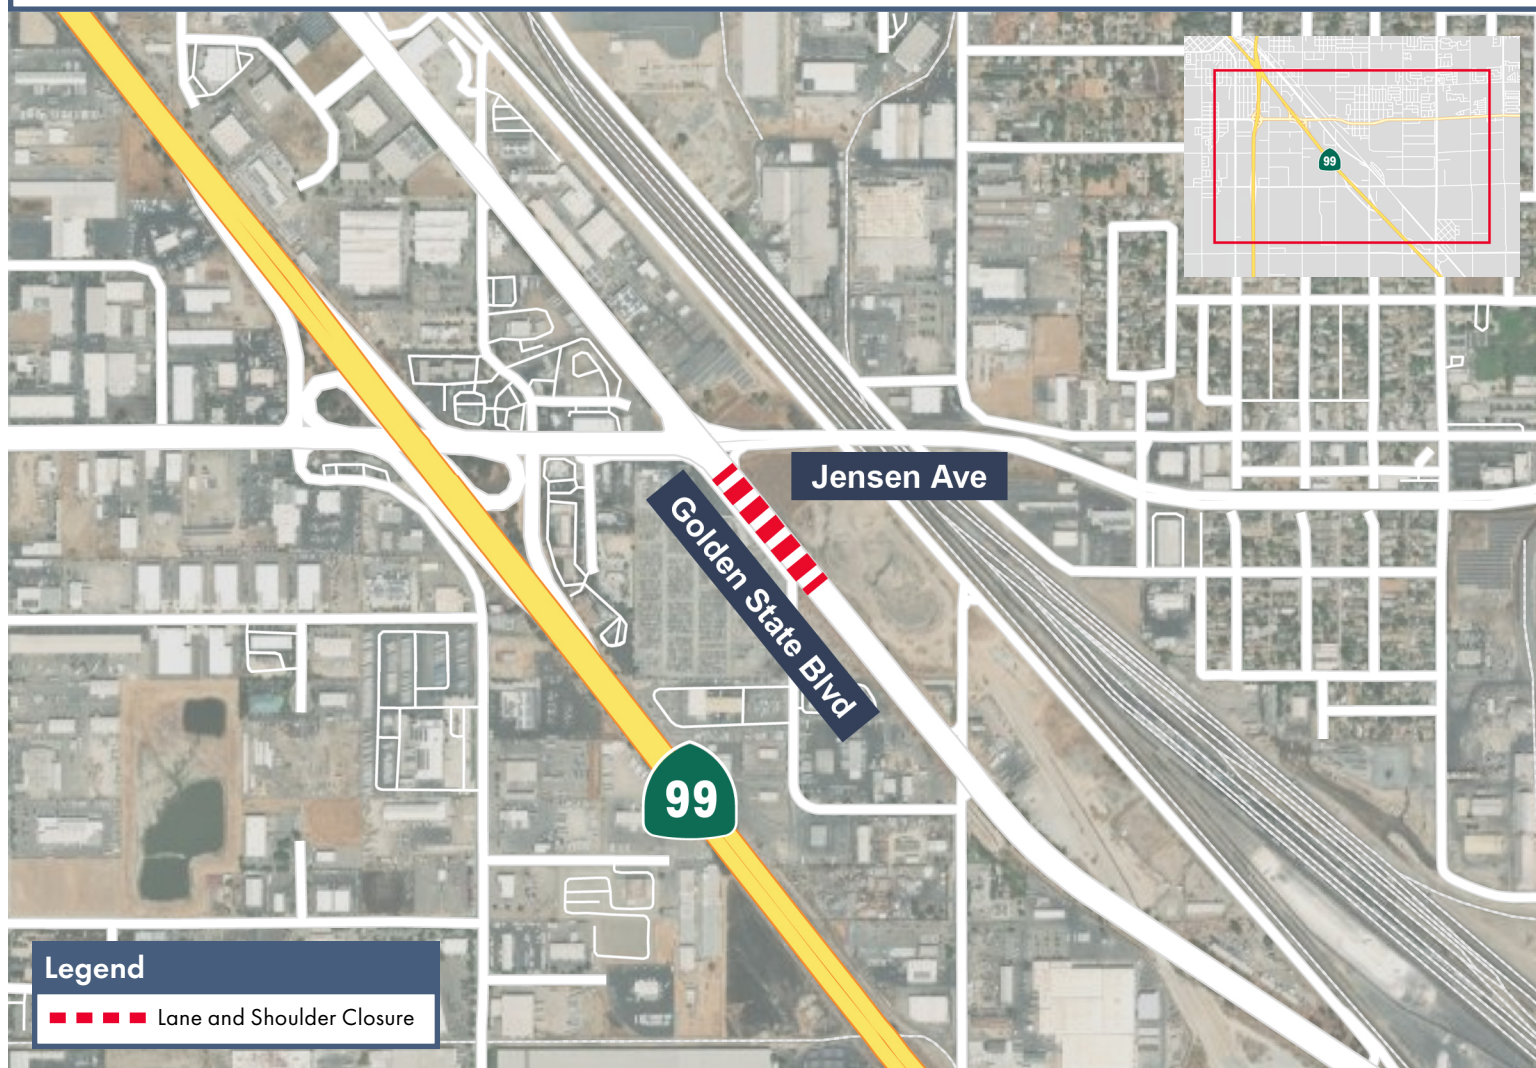 99
Jensen Ave
Golden State Blvd
99
Legend
Lane and Shoulder Closure